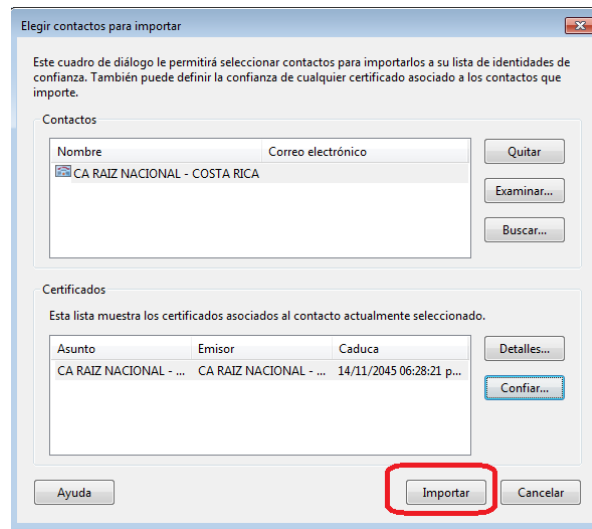 Elegir contactos para importar
Este cuadro de diálogo le permitirá seleccionar contactos para importarlos a su lista de identidades de
confianza. También puede definir la confianza de cualquier certificado asociado a los contactos que
importe.
Contactos
Nombre Correo electrónico
CA RAIZ NACIONAL - COSTA RICA
Quitar
Examinar...
Buscar...
Certificados
Esta lista muestra los certificados asociados al contacto actualmente seleccionado.
Asunto Emisor Caduca
CA RAIZ NACIONAL - ... CA RAIZ NACIONAL - ... 14/11/2045 06:28:21 p...
Detalles...
Confiar...
Ayuda Importar Cancelar